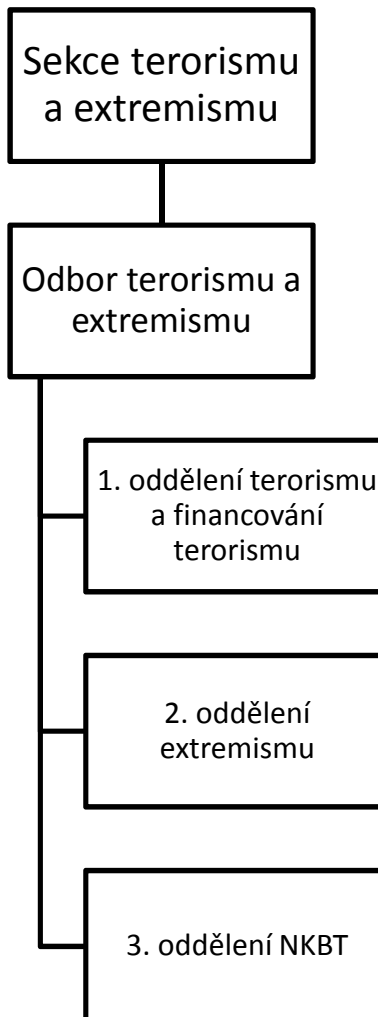 Sekce terorismu
a extremismu
Odbor terorismu a
extremismu
1. oddělení terorismu
a financování
terorismu
2. oddělení
extremismu
3. oddělení NKBT